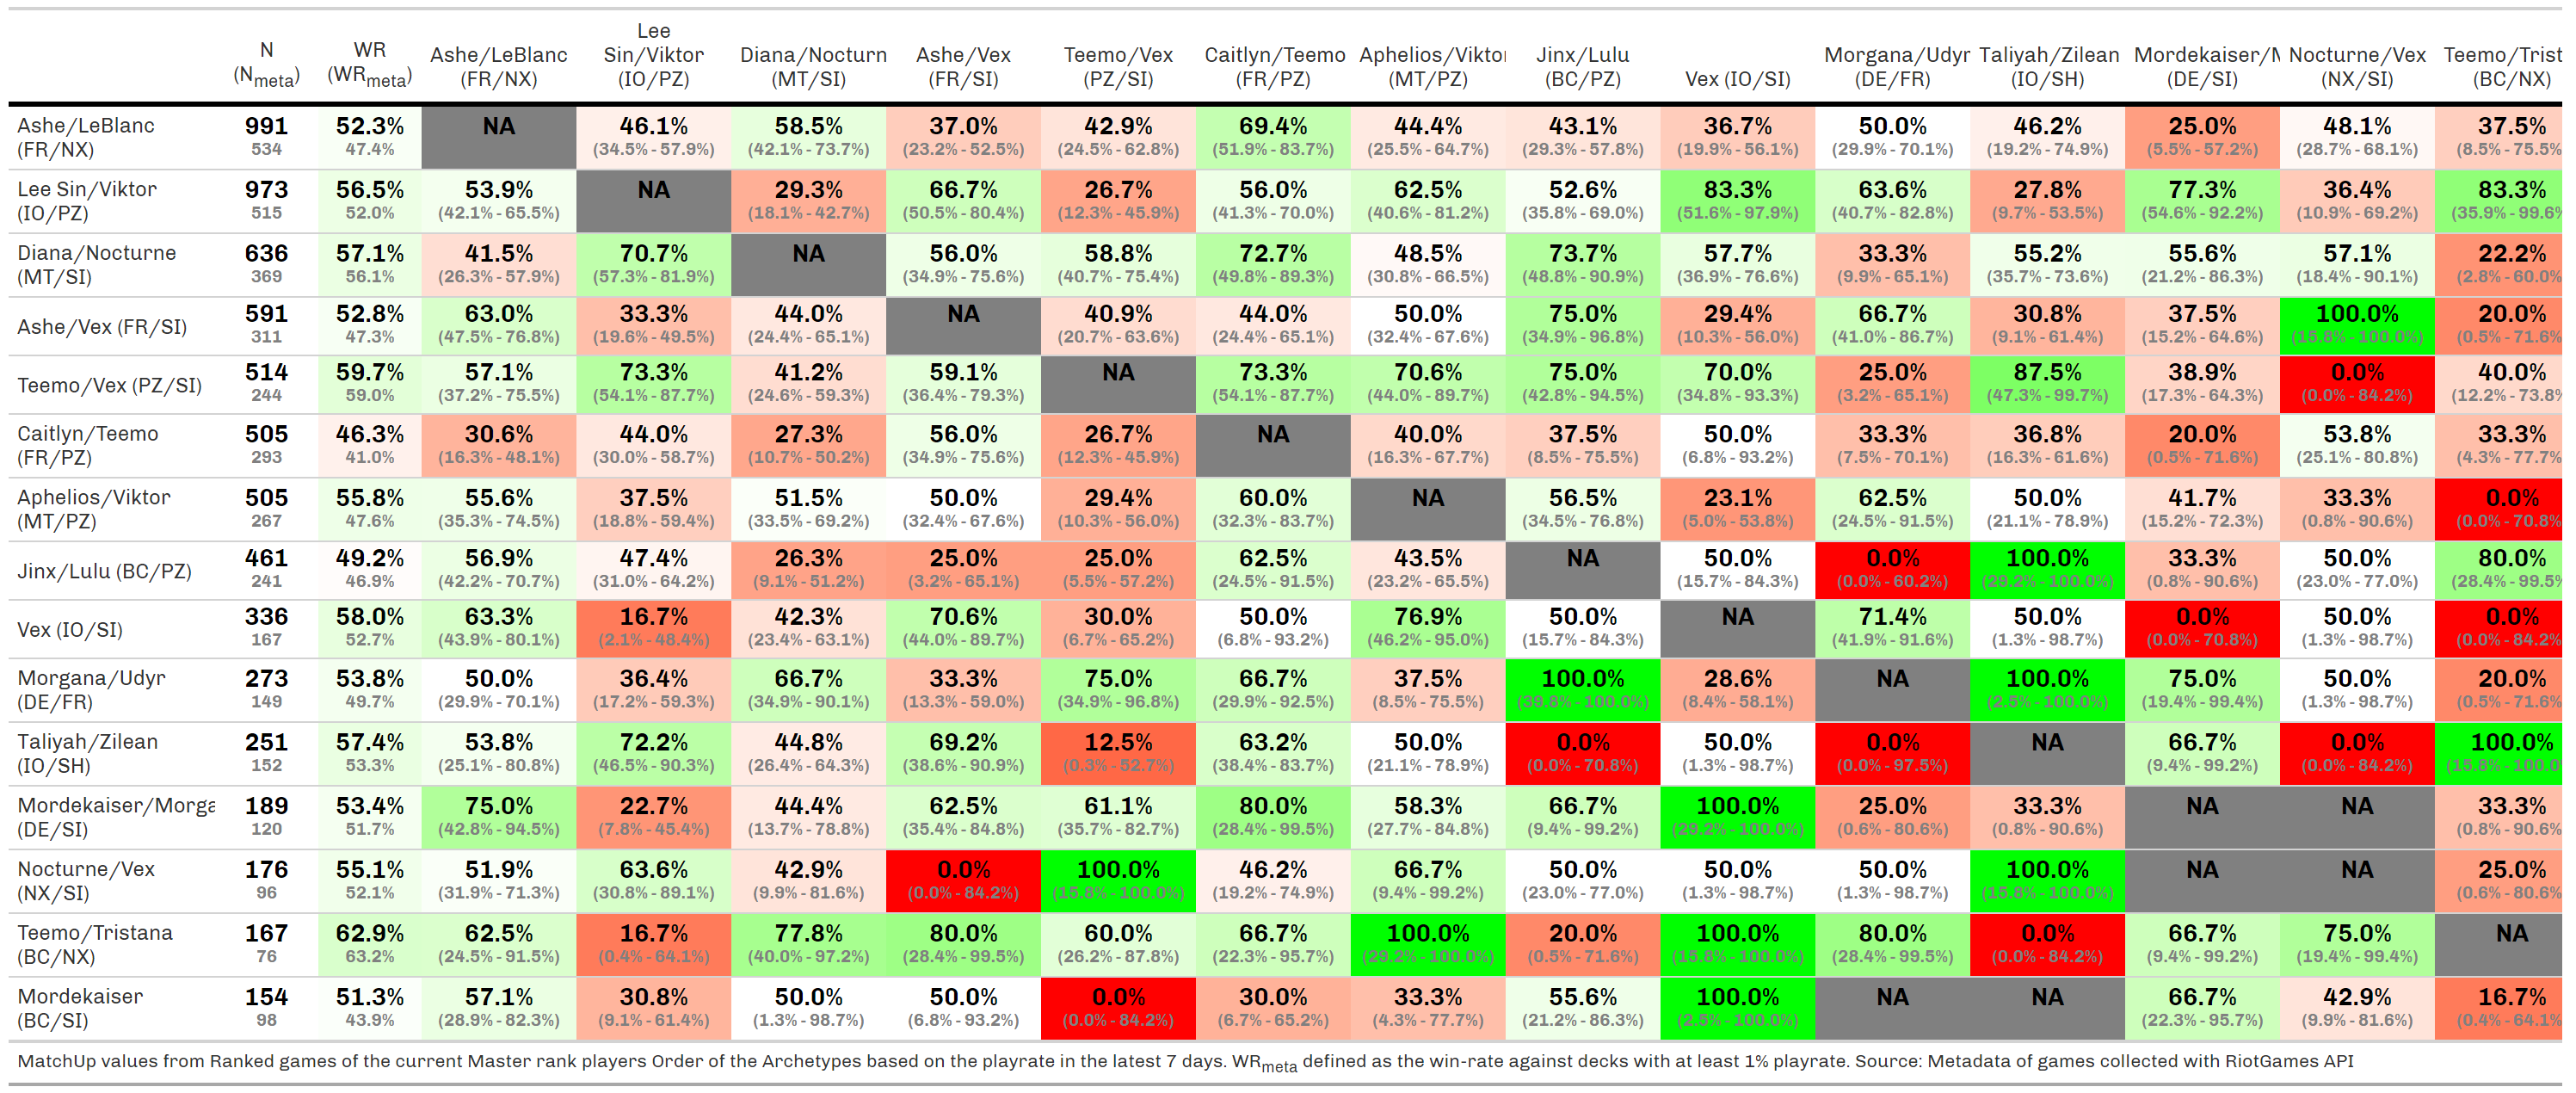 Lee
N WR Ashe/LeBlanc Sin/Viktor Diana/Nocturn Ashe/Vex Teemo/Vex Caitlyn/Teemo Aphelios/Viktor Jinx/Lulu Morgana/Udyr Taliyah/Zilean Mordekaiser/M Nocturne/Vex Teemo/Trist
(Nmeta) (WRmeta) (FR/NX) (IO/PZ) (MT/SI) (FR/SI) (PZ/SI) (FR/PZ) (MT/PZ) (BC/PZ) Vex (IO/SI) (DE/FR) (IO/SH) (DE/SI) (NX/SI) (BC/NX)
Ashe/LeBlanc 991 52.3% NA 46.1% 58.5% 37.0% 42.9% 69.4% 44.4% 43.1% 36.7% 50.0% 46.2% 25.0% 48.1% 37.5%
(FR/NX) 534 47.4% (34.5% - 57.9%) (42.1% - 73.7%) (23.2% - 52.5%) (24.5% - 62.8%) (51.9% - 83.7%) (25.5% - 64.7%) (29.3% - 57.8%) (19.9% - 56.1%) (29.9% - 70.1%) (19.2% - 74.9%) (5.5% - 57.2%) (28.7% - 68.1%) (8.5% - 75.5%
Lee Sin/Viktor 973 56.5% 53.9% NA 29.3% 66.7% 26.7% 56.0% 62.5% 52.6% 83.3% 63.6% 27.8% 77.3% 36.4% 83.3%
(IO/PZ) 515 52.0% (42.1% - 65.5%) (18.1% - 42.7%) (50.5% - 80.4%) (12.3% - 45.9%) (41.3% - 70.0%) (40.6% - 81.2%) (35.8% - 69.0%) (51.6% - 97.9%) (40.7% - 82.8%) (9.7% - 53.5%) (54.6% - 92.2%) (10.9% - 69.2%) (35.9% - 99.6%
Diana/Nocturne 636 57.1% 41.5% 70.7% NA 56.0% 58.8% 72.7% 48.5% 73.7% 57.7% 33.3% 55.2% 55.6% 57.1% 22.2%
(MT/SI) 369 56.1% (26.3% - 57.9%) (57.3% - 81.9%) (34.9% - 75.6%) (40.7% - 75.4%) (49.8% - 89.3%) (30.8% - 66.5%) (48.8% - 90.9%) (36.9% - 76.6%) (9.9% - 65.1%) (35.7% - 73.6%) (21.2% - 86.3%) (18.4% - 90.1%) (2.8% - 60.0%
Ashe/Vex (FR/SI) 591 52.8% 63.0% 33.3% 44.0% NA 40.9% 44.0% 50.0% 75.0% 29.4% 66.7% 30.8% 37.5% 100.0% 20.0%
311 47.3% (47.5% - 76.8%) (19.6% - 49.5%) (24.4% - 65.1%) (20.7% - 63.6%) (24.4% - 65.1%) (32.4% - 67.6%) (34.9% - 96.8%) (10.3% - 56.0%) (41.0% - 86.7%) (9.1% - 61.4%) (15.2% - 64.6%) (15.8% - 100.0%) (0.5% - 71.6%
Teemo/Vex (PZ/SI) 514 59.7% 57.1% 73.3% 41.2% 59.1% NA 73.3% 70.6% 75.0% 70.0% 25.0% 87.5% 38.9% 0.0% 40.0%
244 59.0% (37.2% - 75.5%) (54.1% - 87.7%) (24.6% - 59.3%) (36.4% - 79.3%) (54.1% - 87.7%) (44.0% - 89.7%) (42.8% - 94.5%) (34.8% - 93.3%) (3.2% - 65.1%) (47.3% - 99.7%) (17.3% - 64.3%) (0.0% - 84.2%) (12.2% - 73.8%
Caitlyn/Teemo 505 46.3% 30.6% 44.0% 27.3% 56.0% 26.7% NA 40.0% 37.5% 50.0% 33.3% 36.8% 20.0% 53.8% 33.3%
(FR/PZ) 293 41.0% (16.3% - 48.1%) (30.0% - 58.7%) (10.7% - 50.2%) (34.9% - 75.6%) (12.3% - 45.9%) (16.3% - 67.7%) (8.5% - 75.5%) (6.8% - 93.2%) (7.5% - 70.1%) (16.3% - 61.6%) (0.5% - 71.6%) (25.1% - 80.8%) (4.3% - 77.7%
Aphelios/Viktor 505 55.8% 55.6% 37.5% 51.5% 50.0% 29.4% 60.0% NA 56.5% 23.1% 62.5% 50.0% 41.7% 33.3% 0.0%
(MT/PZ) 267 47.6% (35.3% - 74.5%) (18.8% - 59.4%) (33.5% - 69.2%) (32.4% - 67.6%) (10.3% - 56.0%) (32.3% - 83.7%) (34.5% - 76.8%) (5.0% - 53.8%) (24.5% - 91.5%) (21.1% - 78.9%) (15.2% - 72.3%) (0.8% - 90.6%) (0.0% - 70.8%
Jinx/Lulu (BC/PZ) 461 49.2% 56.9% 47.4% 26.3% 25.0% 25.0% 62.5% 43.5% NA 50.0% 0.0% 100.0% 33.3% 50.0% 80.0%
241 46.9% (42.2% - 70.7%) (31.0% - 64.2%) (9.1% - 51.2%) (3.2% - 65.1%) (5.5% - 57.2%) (24.5% - 91.5%) (23.2% - 65.5%) (15.7% - 84.3%) (0.0% - 60.2%) (29.2% - 100.0%) (0.8% - 90.6%) (23.0% - 77.0%) (28.4% - 99.5%
Vex (IO/SI) 336 58.0% 63.3% 16.7% 42.3% 70.6% 30.0% 50.0% 76.9% 50.0% NA 71.4% 50.0% 0.0% 50.0% 0.0%
167 52.7% (43.9% - 80.1%) (2.1% - 48.4%) (23.4% - 63.1%) (44.0% - 89.7%) (6.7% - 65.2%) (6.8% - 93.2%) (46.2% - 95.0%) (15.7% - 84.3%) (41.9% - 91.6%) (1.3% - 98.7%) (0.0% - 70.8%) (1.3% - 98.7%) (0.0% - 84.2%
Morgana/Udyr 273 53.8% 50.0% 36.4% 66.7% 33.3% 75.0% 66.7% 37.5% 100.0% 28.6% NA 100.0% 75.0% 50.0% 20.0%
(DE/FR) 149 49.7% (29.9% - 70.1%) (17.2% - 59.3%) (34.9% - 90.1%) (13.3% - 59.0%) (34.9% - 96.8%) (29.9% - 92.5%) (8.5% - 75.5%) (39.8% - 100.0%) (8.4% - 58.1%) (2.5% - 100.0%) (19.4% - 99.4%) (1.3% - 98.7%) (0.5% - 71.6%
Taliyah/Zilean 251 57.4% 53.8% 72.2% 44.8% 69.2% 12.5% 63.2% 50.0% 0.0% 50.0% 0.0% NA 66.7% 0.0% 100.0%
(IO/SH) 152 53.3% (25.1% - 80.8%) (46.5% - 90.3%) (26.4% - 64.3%) (38.6% - 90.9%) (0.3% - 52.7%) (38.4% - 83.7%) (21.1% - 78.9%) (0.0% - 70.8%) (1.3% - 98.7%) (0.0% - 97.5%) (9.4% - 99.2%) (0.0% - 84.2%) (15.8% - 100.0
Mordekaiser/Morga 189 53.4% 75.0% 22.7% 44.4% 62.5% 61.1% 80.0% 58.3% 66.7% 100.0% 25.0% 33.3% NA NA 33.3%
(DE/SI) 120 51.7% (42.8% - 94.5%) (7.8% - 45.4%) (13.7% - 78.8%) (35.4% - 84.8%) (35.7% - 82.7%) (28.4% - 99.5%) (27.7% - 84.8%) (9.4% - 99.2%) (29.2% - 100.0%) (0.6% - 80.6%) (0.8% - 90.6%) (0.8% - 90.6%
Nocturne/Vex 176 55.1% 51.9% 63.6% 42.9% 0.0% 100.0% 46.2% 66.7% 50.0% 50.0% 50.0% 100.0% NA NA 25.0%
(NX/SI) 96 52.1% (31.9% - 71.3%) (30.8% - 89.1%) (9.9% - 81.6%) (0.0% - 84.2%) (15.8% - 100.0%) (19.2% - 74.9%) (9.4% - 99.2%) (23.0% - 77.0%) (1.3% - 98.7%) (1.3% - 98.7%) (15.8% - 100.0%) (0.6% - 80.6%
Teemo/Tristana 167 62.9% 62.5% 16.7% 77.8% 80.0% 60.0% 66.7% 100.0% 20.0% 100.0% 80.0% 0.0% 66.7% 75.0% NA
(BC/NX) 76 63.2% (24.5% - 91.5%) (0.4% - 64.1%) (40.0% - 97.2%) (28.4% - 99.5%) (26.2% - 87.8%) (22.3% - 95.7%) (29.2% - 100.0%) (0.5% - 71.6%) (15.8% - 100.0%) (28.4% - 99.5%) (0.0% - 84.2%) (9.4% - 99.2%) (19.4% - 99.4%)
Mordekaiser 154 51.3% 57.1% 30.8% 50.0% 50.0% 0.0% 30.0% 33.3% 55.6% 100.0% NA NA 66.7% 42.9% 16.7%
(BC/SI) 98 43.9% (28.9% - 82.3%) (9.1% - 61.4%) (1.3% - 98.7%) (6.8% - 93.2%) (0.0% - 84.2%) (6.7% - 65.2%) (4.3% - 77.7%) (21.2% - 86.3%) (2.5% - 100.0%) (22.3% - 95.7%) (9.9% - 81.6%) (0.4% - 64.1%
MatchUp values from Ranked games of the current Master rank players Order of the Archetypes based on the playrate in the latest 7 days. WRmeta defined as the win-rate against decks with at least 1% playrate. Source: Metadata of games collected with RiotGames API